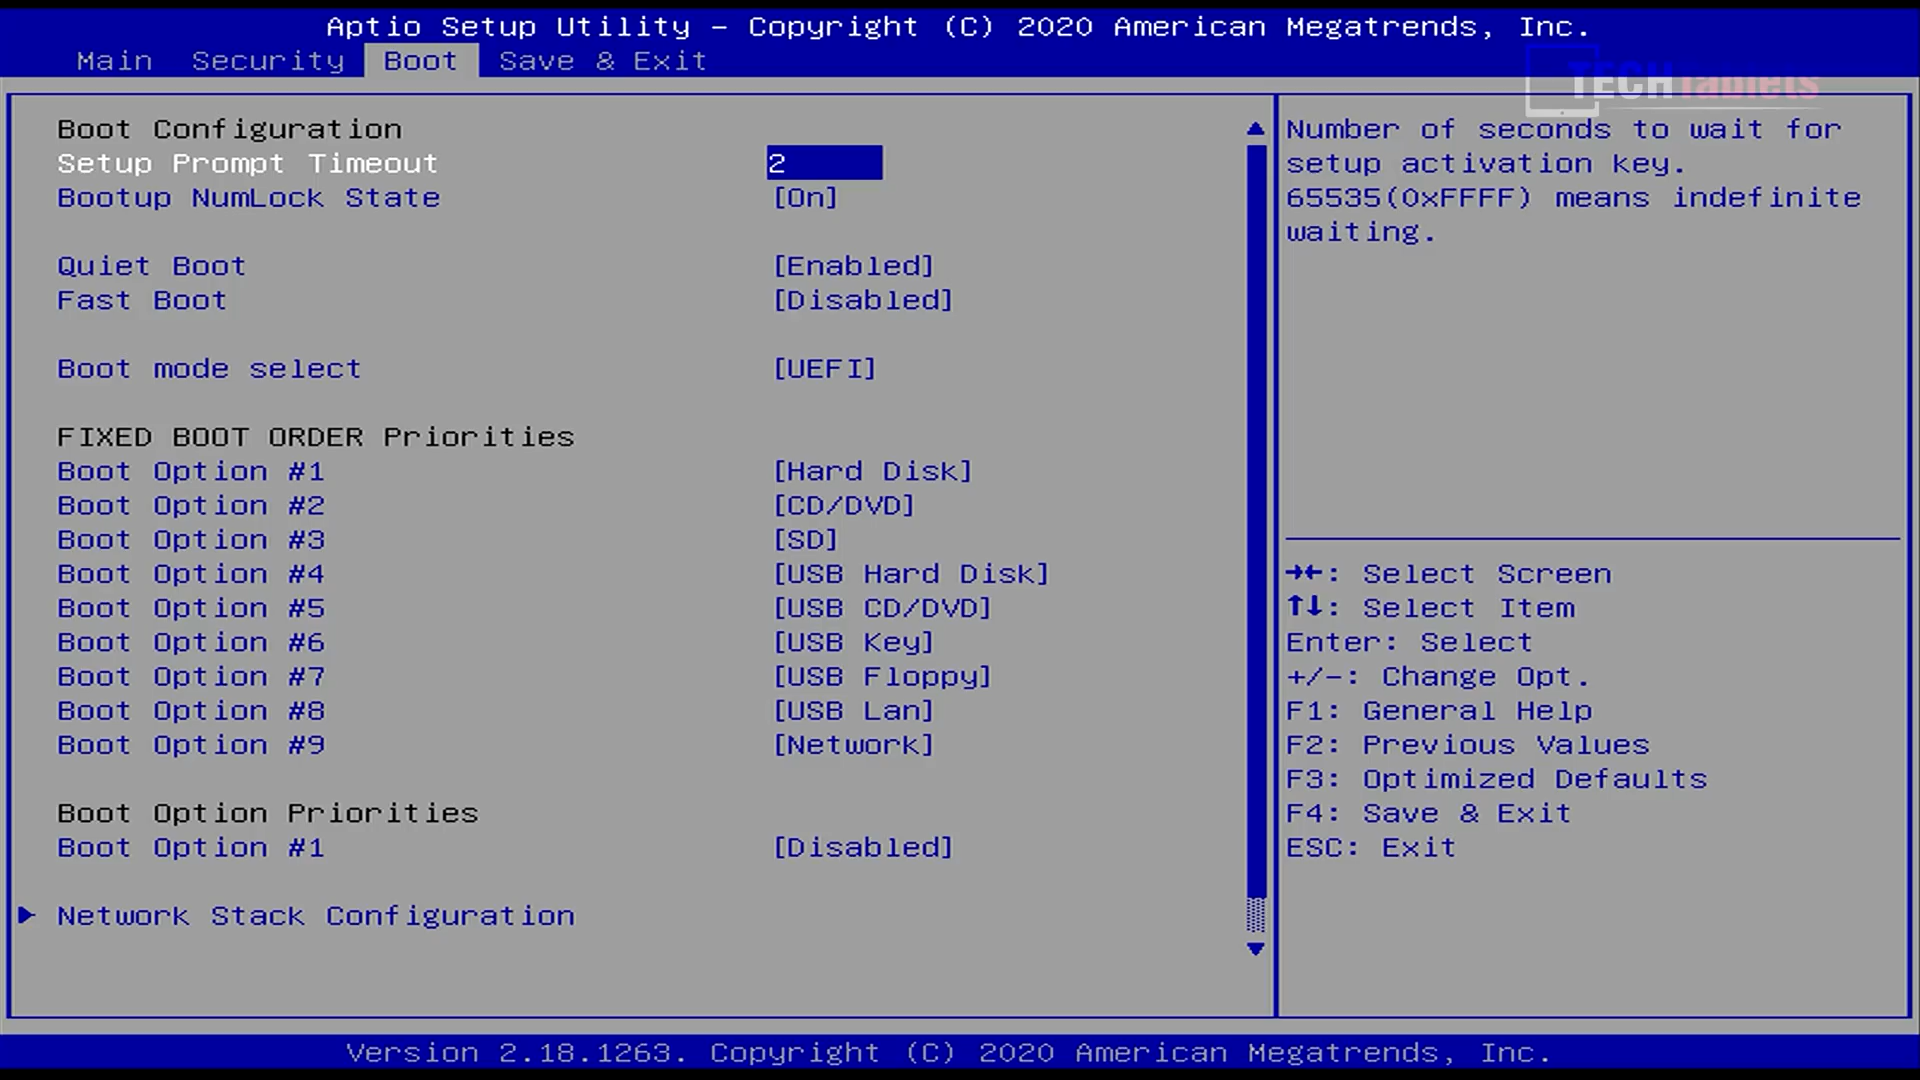 Aptio Setup Utility – Copyright (C) 2020 American Megatrends, Inc.
Main Security Boot Save & Exit
TECHtablets
Boot Configuration
Setup Prompt Timeout 2
Bootup NumLock State [On]
Quiet Boot [Enabled]
Fast Boot [Disabled]
Boot mode select [UEFI]
FIXED BOOT ORDER Priorities
Boot Option #1 [Hard Disk]
Boot Option #2 [CD/DVD]
Boot Option #3 [SD]
Boot Option #4 [USB Hard Disk]
Boot Option #5 [USB CD/DVD]
Boot Option #6 [USB Key]
Boot Option #7 [USB Floppy]
Boot Option #8 [USB Lan]
Boot Option #9 [Network]
Boot Option Priorities
Boot Option #1 [Disabled]
Network Stack Configuration
Number of seconds to wait for
setup activation key.
65535(0xFFFF) means indefinite
waiting.
→←: Select Screen
↑↓: Select Item
Enter: Select
+/-: Change Opt.
F1: General Help
F2: Previous Values
F3: Optimized Defaults
F4: Save & Exit
ESC: Exit
Version 2.18.1263. Copyright (C) 2020 American Megatrends, Inc.